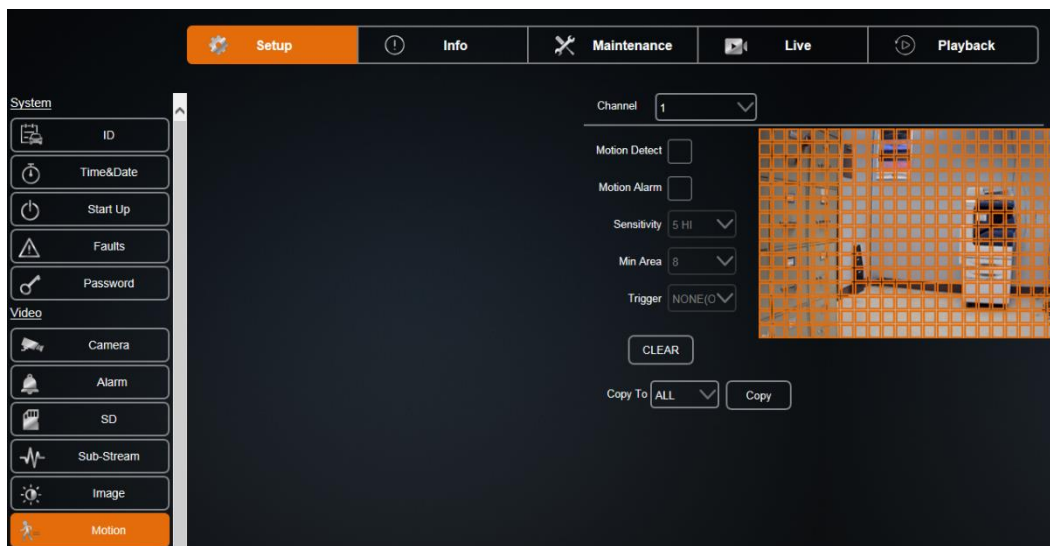 Setup
Info
Maintenance
Live
Playback
System
ID
Time&Date
Start Up
Faults
Password
Video
Camera
Alarm
SD
Sub-Stream
Image
Motion
Channel 1
Motion Detect
Motion Alarm
Sensitivity 5 HI
Min Area 8
Trigger NONE(O
CLEAR
Copy To ALL Copy